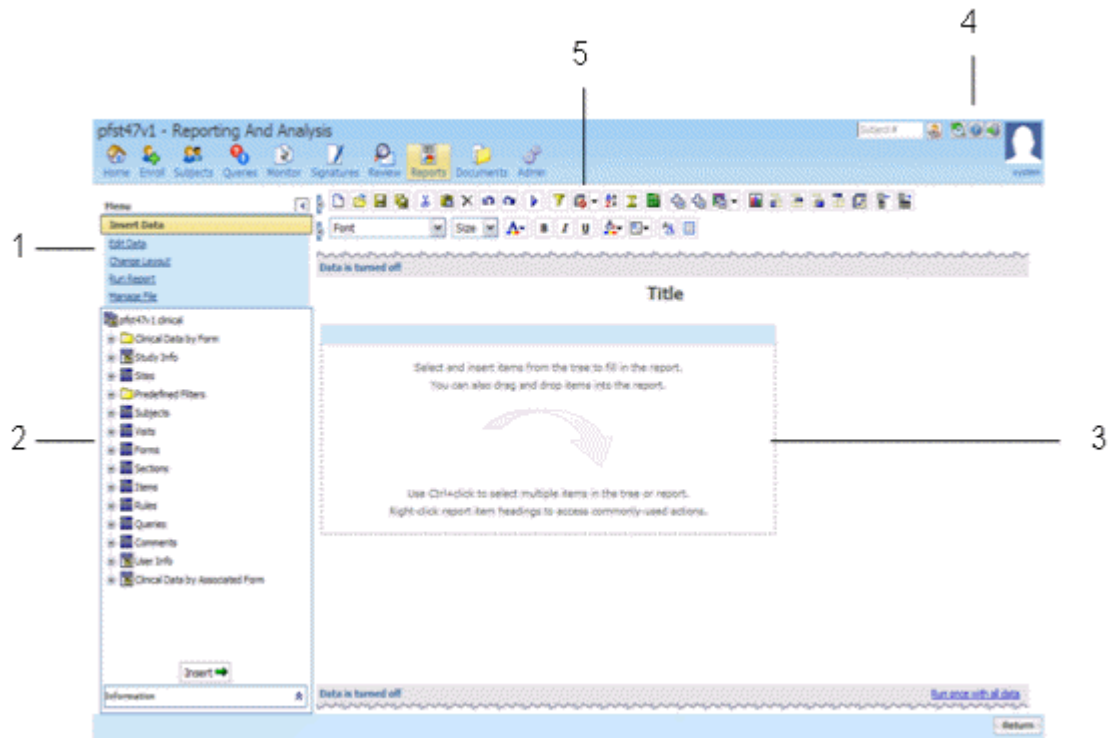 4
5
pfst47v1 - Reporting And Analysis
Subject #
Home Enroll Subjects Queries Monitor Signatures Review Reports Documents Admin
system
Menu
Insert Data
Font Size A B I U
1
Edit Data
Change Layout
Data is turned off
Run Report
Title
Manage File
pfst47v1 clinical
Clinical Data by Form
Study Info
Select and insert items from the tree to fill in the report.
Sites
You can also drag and drop items into the report.
Predefined Filters
Subjects
Visits
2
3
Forms
Sections
Items
Use Ctrl+click to select multiple items in the tree or report.
Rules
Right-click report item headings to access commonly-used actions.
Queries
Comments
User Info
Clinical Data by Associated Form
Insert
Information
Data is turned off
Run once with all data
Return